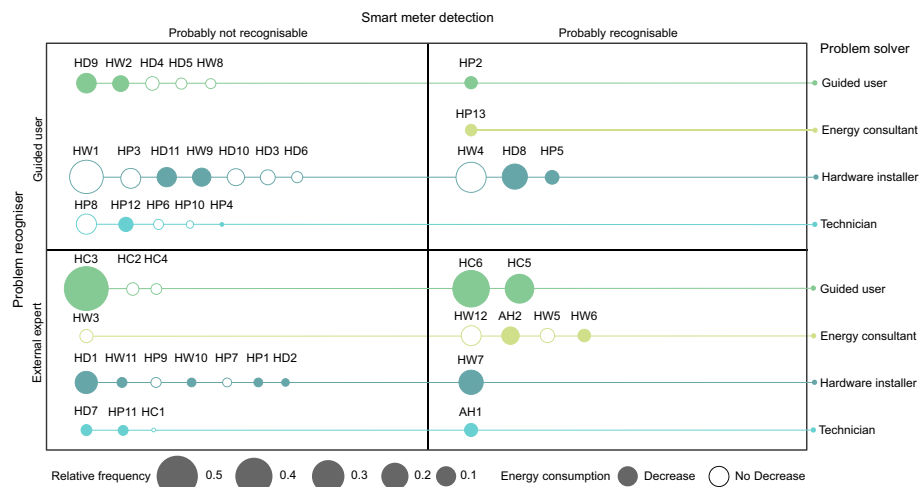 Smart meter detection
Probably not recognisable
Probably recognisable
Problem solver
Problem recogniser
Guided user
HD9 HW2 HD4 HD5 HW8
HP2
Guided user
HP13
Energy consultant
HW1 HP3 HD11 HW9 HD10 HD3 HD6
HW4 HD8 HP5
Hardware installer
HP8 HP12 HP6 HP10 HP4
Technician
External expert
HC3 HC2 HC4
HC6 HC5
Guided user
HW3
HW12 AH2 HW5 HW6
Energy consultant
HD1 HW11 HP9 HW10 HP7 HP1 HD2
HW7
Hardware installer
HD7 HP11 HC1
AH1
Technician
Relative frequency 0.5 0.4 0.3 0.2 0.1 Energy consumption Decrease No Decrease